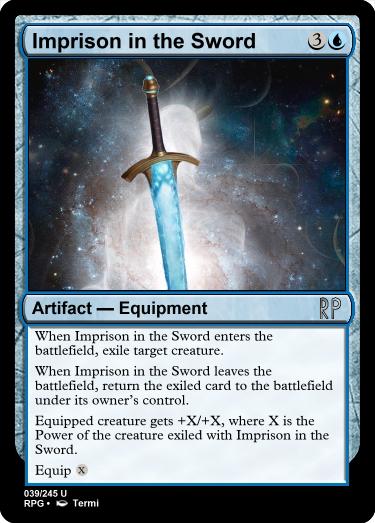 Imprison in the Sword 3
Artifact — Equipment RP
When Imprison in the Sword enters the
battlefield, exile target creature.
When Imprison in the Sword leaves the
battlefield, return the exiled card to the battlefield
under its owner's control.
Equipped creature gets +X/+X, where X is the
Power of the creature exiled with Imprison in the
Sword.
Equip X
039/245 U
RPG • Termi